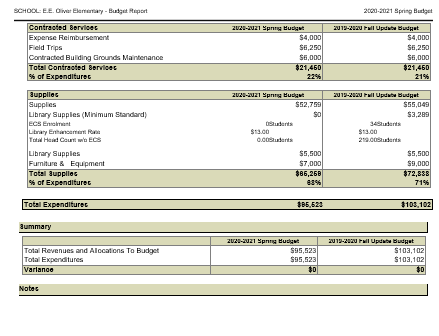 SCHOOL: E.E. Oliver Elementary - Budget Report 2020-2021 Spring Budget
Contracted Services 2020-2021 Spring Budget 2019-2020 Fall Update Budget
Expense Reimbursement $4,000 $4,000
Field Trips $6,250 $6,250
Contracted Building Grounds Maintenance $6,000 $6,000
Total Contracted Services $21,450 $21,450
% of Expenditures 22% 21%
Supplies 2020-2021 Spring Budget 2019-2020 Fall Update Budget
Supplies $52,759 $55,049
Library Supplies (Minimum Standard) $0 $3,289
ECS Enrolment 0Students 34Students
Library Enhancement Rate $13.00 $13.00
Total Head Count w/o ECS 0.00Students 219.00Students
Library Supplies $5,500 $5,500
Furniture & Equipment $7,000 $9,000
Total Supplies $65,259 $72,838
% of Expenditures 68% 71%
Total Expenditures $95,523 $103,102
Summary
2020-2021 Spring Budget 2019-2020 Fall Update Budget
Total Revenues and Allocations To Budget $95,523 $103,102
Total Expenditures $95,523 $103,102
Variance $0 $0
Notes